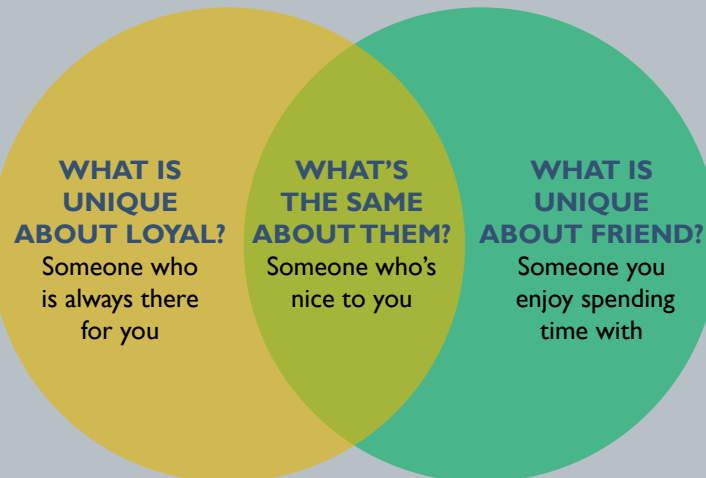 WHAT IS
UNIQUE
ABOUT LOYAL?
Someone who
is always there
for you
WHAT'S
THE SAME
ABOUT THEM?
Someone who's
nice to you
WHAT IS
UNIQUE
ABOUT FRIEND?
Someone you
enjoy spending
time with